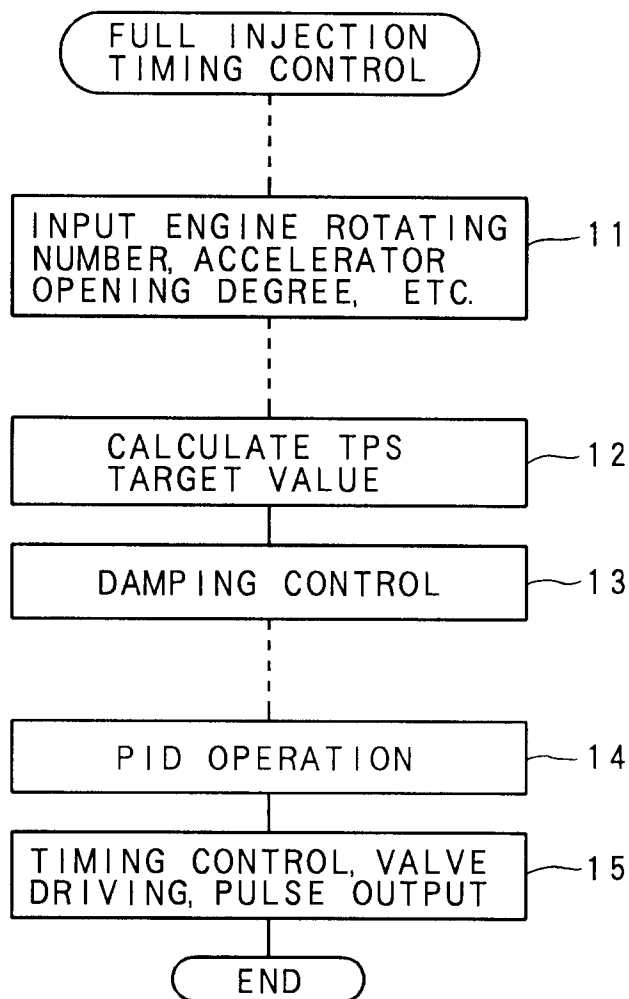 FULL INJECTION
TIMING CONTROL
INPUT ENGINE ROTATING
NUMBER, ACCELERATOR
OPENING DEGREE, ETC.
11
CALCULATE TPS
TARGET VALUE
12
DAMPING CONTROL
13
PID OPERATION
14
TIMING CONTROL, VALVE
DRIVING, PULSE OUTPUT
15
END